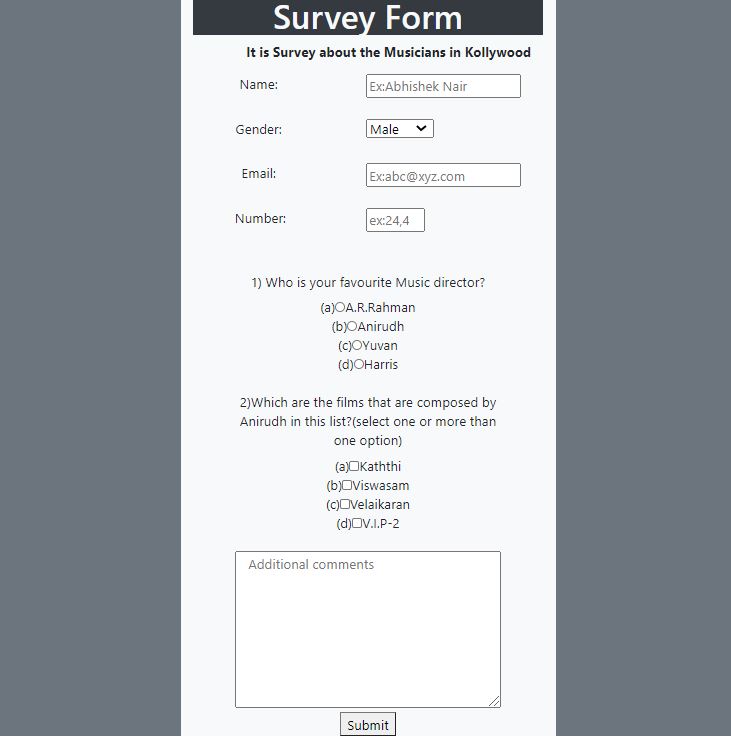 Survey Form
It is Survey about the Musicians in Kollywood
Name: Ex:Abhishek Nair
Gender: Male
Email: Ex:abc@xyz.com
Number: ex:24,4
1) Who is your favourite Music director?
(a)A.R.Rahman
(b)Anirudh
(c)Yuvan
(d)Harris
2)Which are the films that are composed by
Anirudh in this list?(select one or more than
one option)
(a)Kaththi
(b)Viswasam
(c)Velaikaran
(d)V.I.P-2
Additional comments
Submit